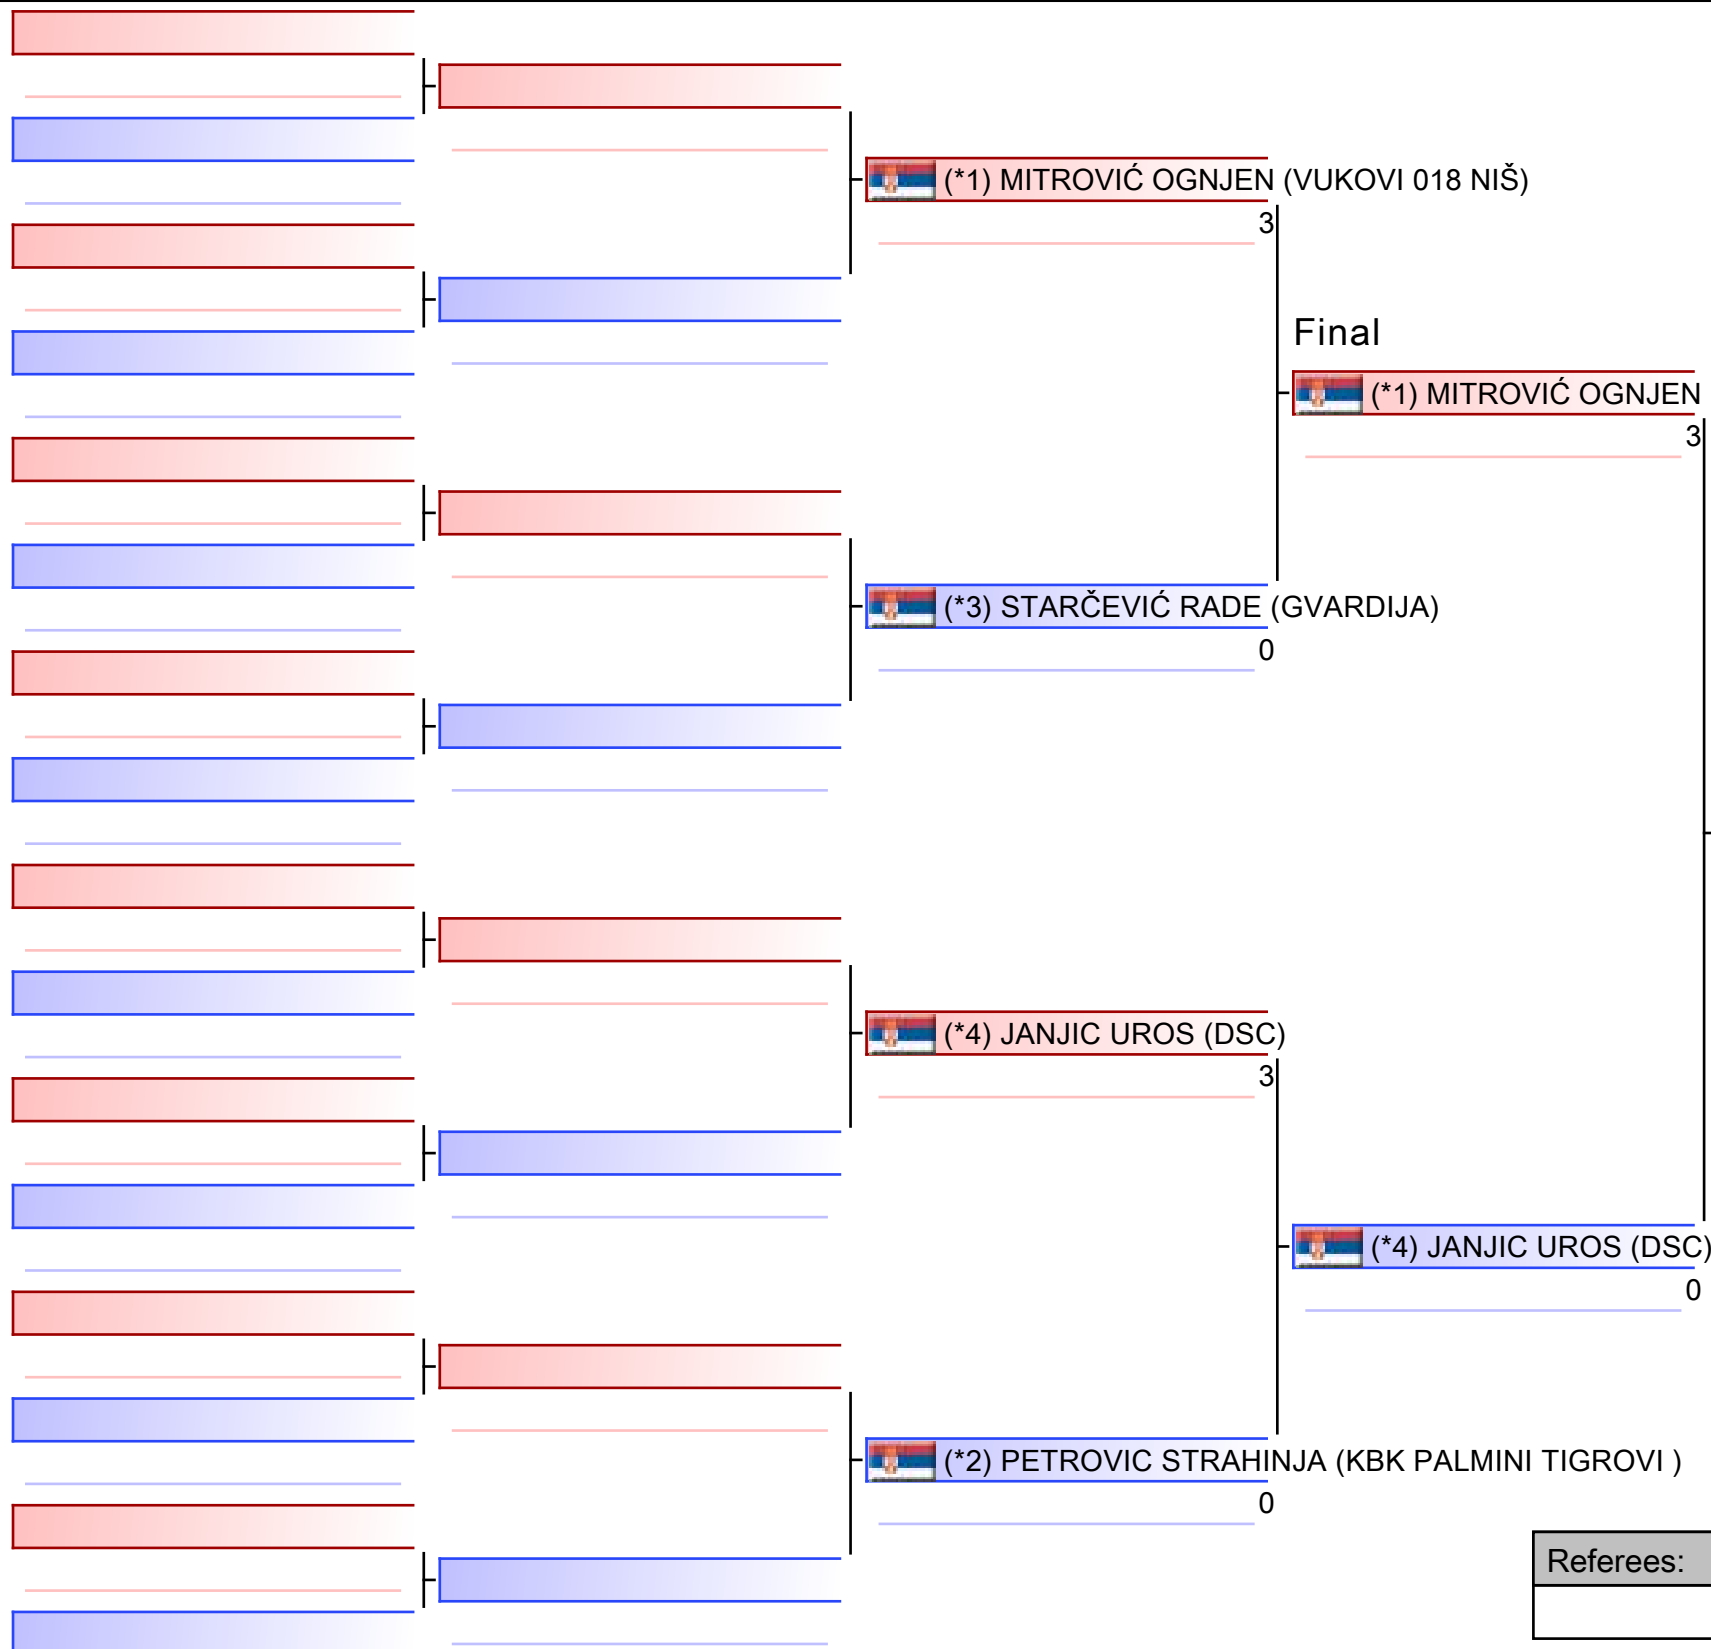 (*1) MITROVIĆ OGNJEN (VUKOVI 018 NIŠ)
3
Final
(*1) MITROVIĆ OGNJEN
3
(*3) STARČEVIĆ RADE (GVARDIJA)
0
(*4) JANJIC UROS (DSC)
3
(*4) JANJIC UROS (DSC)
0
(*2) PETROVIC STRAHINJA (KBK PALMINI TIGROVI )
0
Referees: